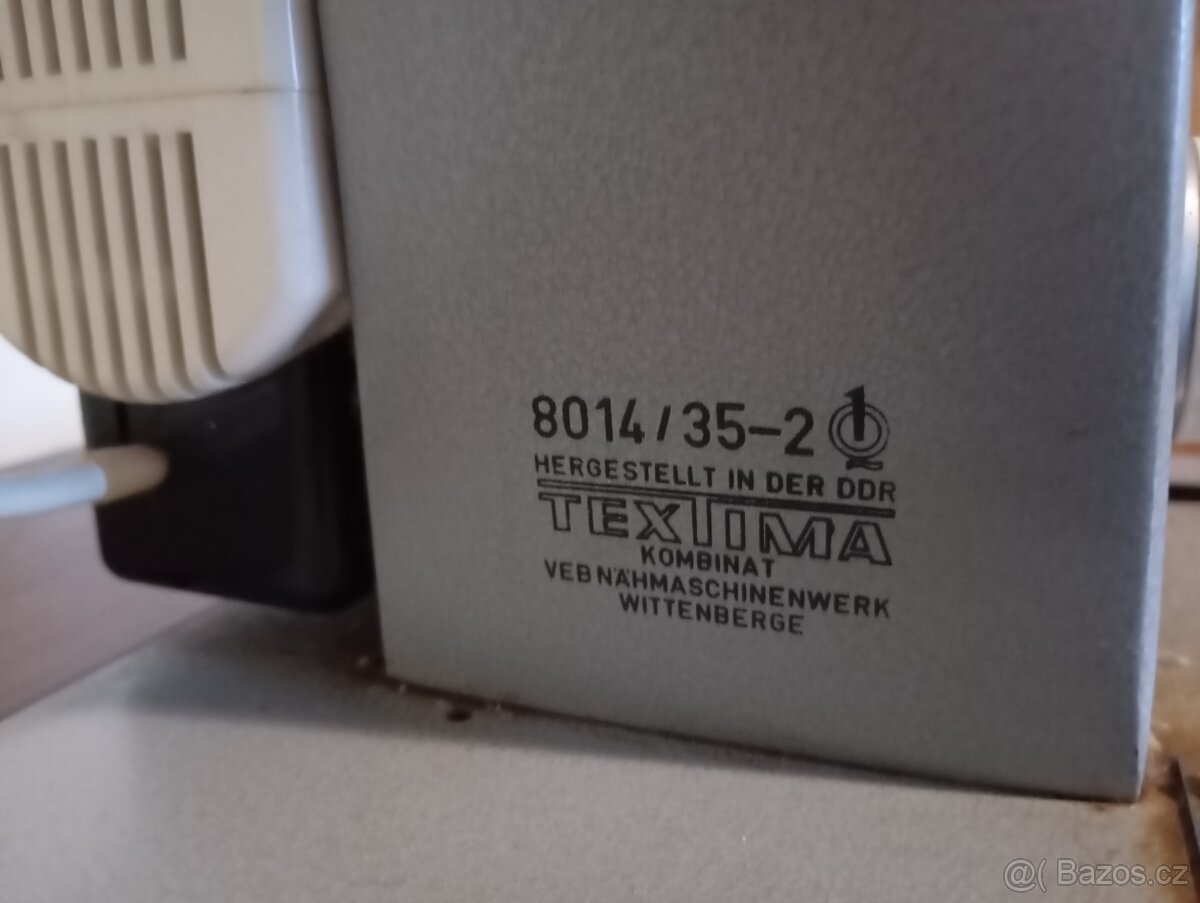 8014/35-2
HERGESTELLT IN DER DDR
TEXTIMA
KOMBINAT
VEB NÄHMASCHINENWERK
WITTENBERGE
@( Bazos.cz